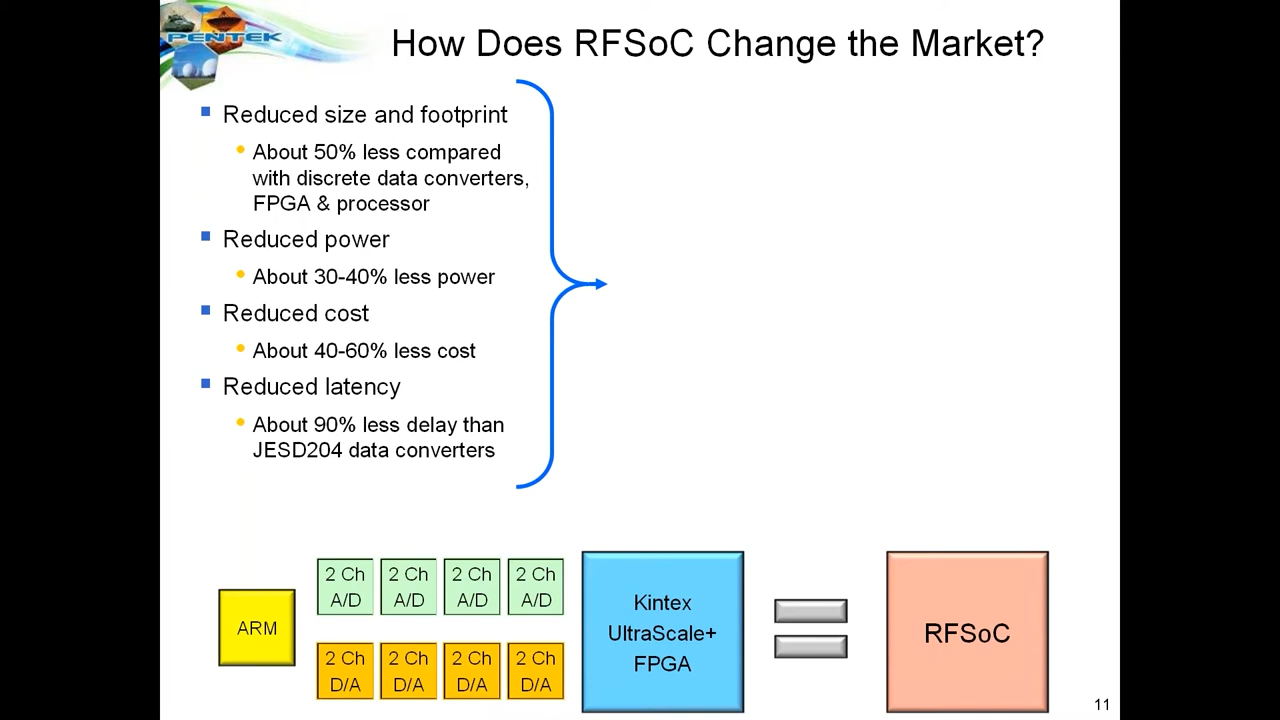 PENTEK
How Does RFSoC Change the Market?
Reduced size and footprint
About 50% less compared
with discrete data converters,
FPGA & processor
Reduced power
About 30-40% less power
Reduced cost
About 40-60% less cost
Reduced latency
About 90% less delay than
JESD204 data converters
ARM
2 Ch
A/D
2 Ch
A/D
2 Ch
A/D
2 Ch
A/D
2 Ch
D/A
2 Ch
D/A
2 Ch
D/A
2 Ch
D/A
Kintex
UltraScale+
FPGA
RFSoC
11